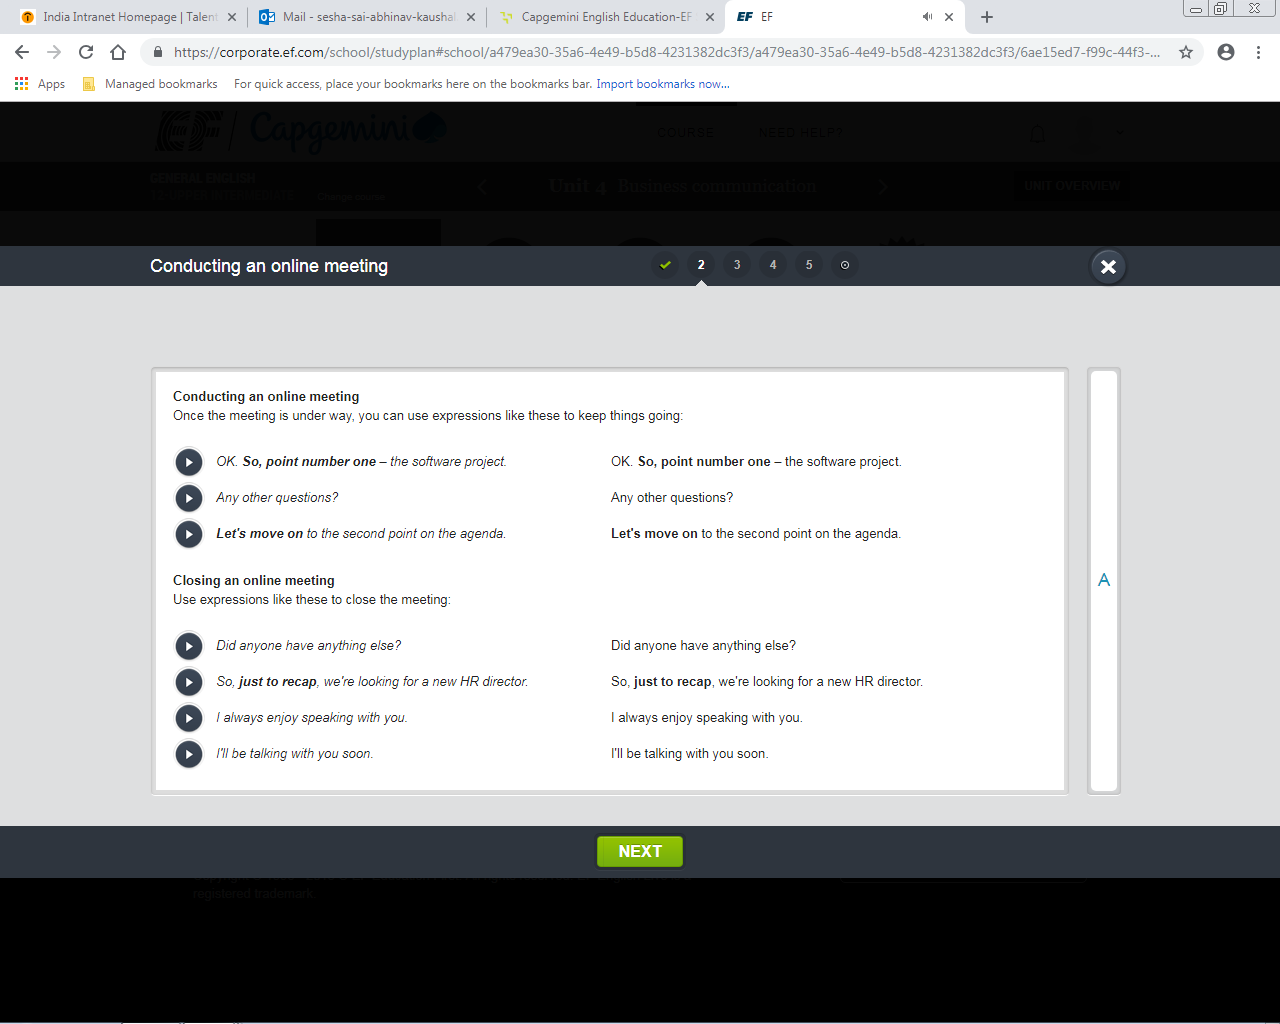 India Intranet Homepage | Talent
Mail - sesha-sai-abhinav-kaushal
Capgemini English Education-EF
EF EF
https://corporate.ef.com/school/studyplan#school/a479ea30-35a6-4e49-b5d8-4231382dc3f3/a479ea30-35a6-4e49-b5d8-4231382dc3f3/6ae15ed7-f99c-44f3-...
Apps Managed bookmarks For quick access, place your bookmarks here on the bookmarks bar. Import bookmarks now...
EF Capgemini COURSE NEED HELP?
GENERAL ENGLISH
Unit 4 Business communication
UNIT OVERVIEW
Change course
Conducting an online meeting
2 3 4 5
Conducting an online meeting
Once the meeting is under way, you can use expressions like these to keep things going:
OK. So, point number one – the software project. OK. So, point number one – the software project.
Any other questions? Any other questions?
Let's move on to the second point on the agenda. Let's move on to the second point on the agenda.
Closing an online meeting
Use expressions like these to close the meeting:
Did anyone have anything else? Did anyone have anything else?
So, just to recap, we're looking for a new HR director. So, just to recap, we're looking for a new HR director.
I always enjoy speaking with you. I always enjoy speaking with you.
I'll be talking with you soon. I'll be talking with you soon.
A
NEXT
registered trademark